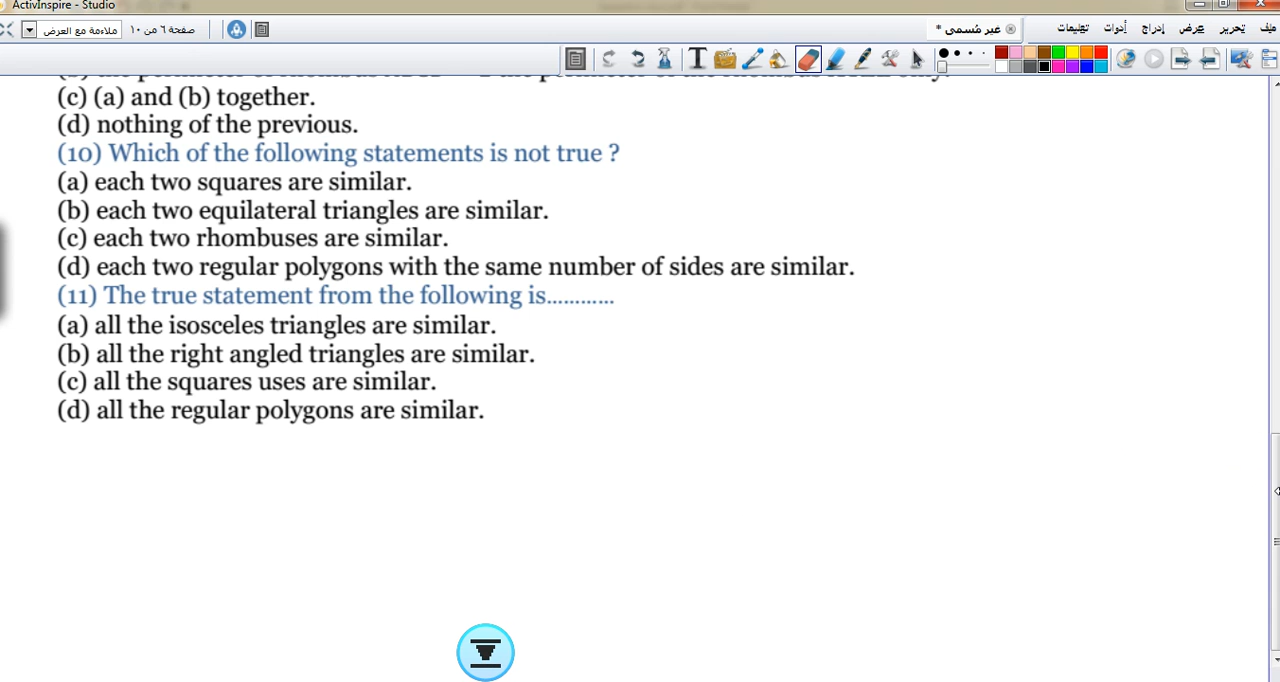 ActivInspire - Studio
ملف تحرير عرض إدراج أدوات تعليمات
غير مُسمى *
صفحة ٦ من ١٠
ملاءمة مع العرض
T
(c) (a) and (b) together.
(d) nothing of the previous.
(10) Which of the following statements is not true ?
(a) each two squares are similar.
(b) each two equilateral triangles are similar.
(c) each two rhombuses are similar.
(d) each two regular polygons with the same number of sides are similar.
(11) The true statement from the following is............
(a) all the isosceles triangles are similar.
(b) all the right angled triangles are similar.
(c) all the squares uses are similar.
(d) all the regular polygons are similar.